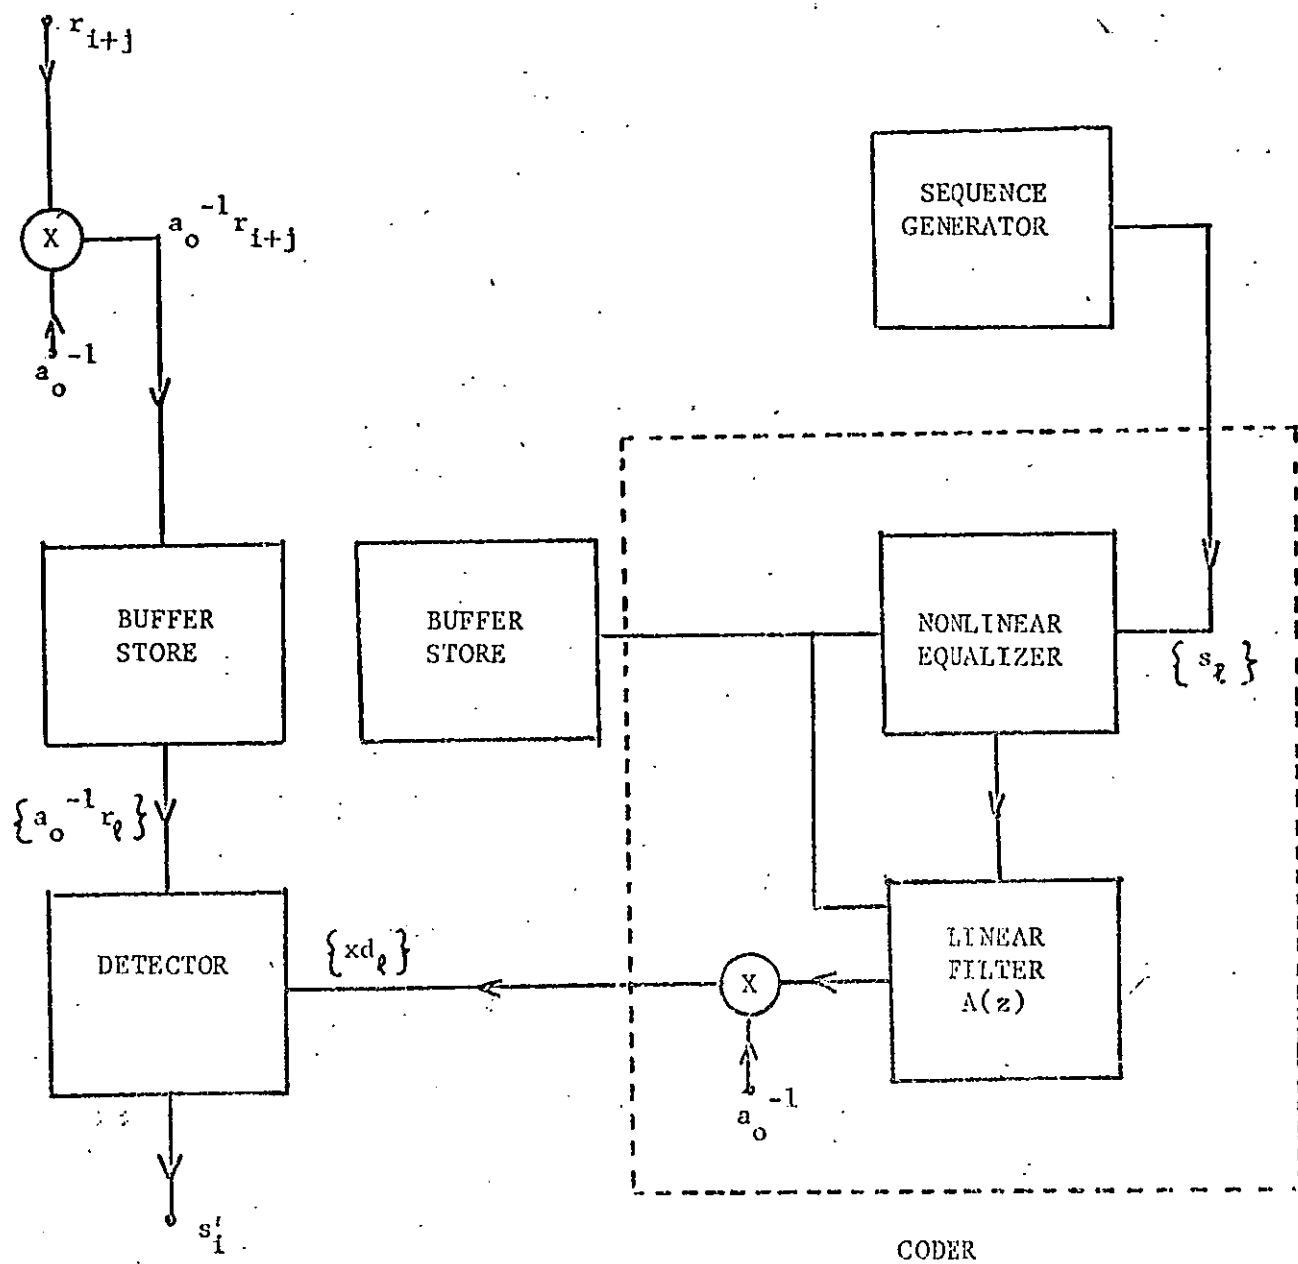 r_{i+j}
SEQUENCE
GENERATOR
X
a_o^{-1} r_{i+j}
a_o^{-1}
BUFFER
STORE
BUFFER
STORE
NONLINEAR
EQUALIZER
{ s_ℓ }
{a_o^{-1} r_ℓ}
DETECTOR
{xd_ℓ}
X
LINEAR
FILTER
A(z)
a_o^{-1}
s'_i
CODER